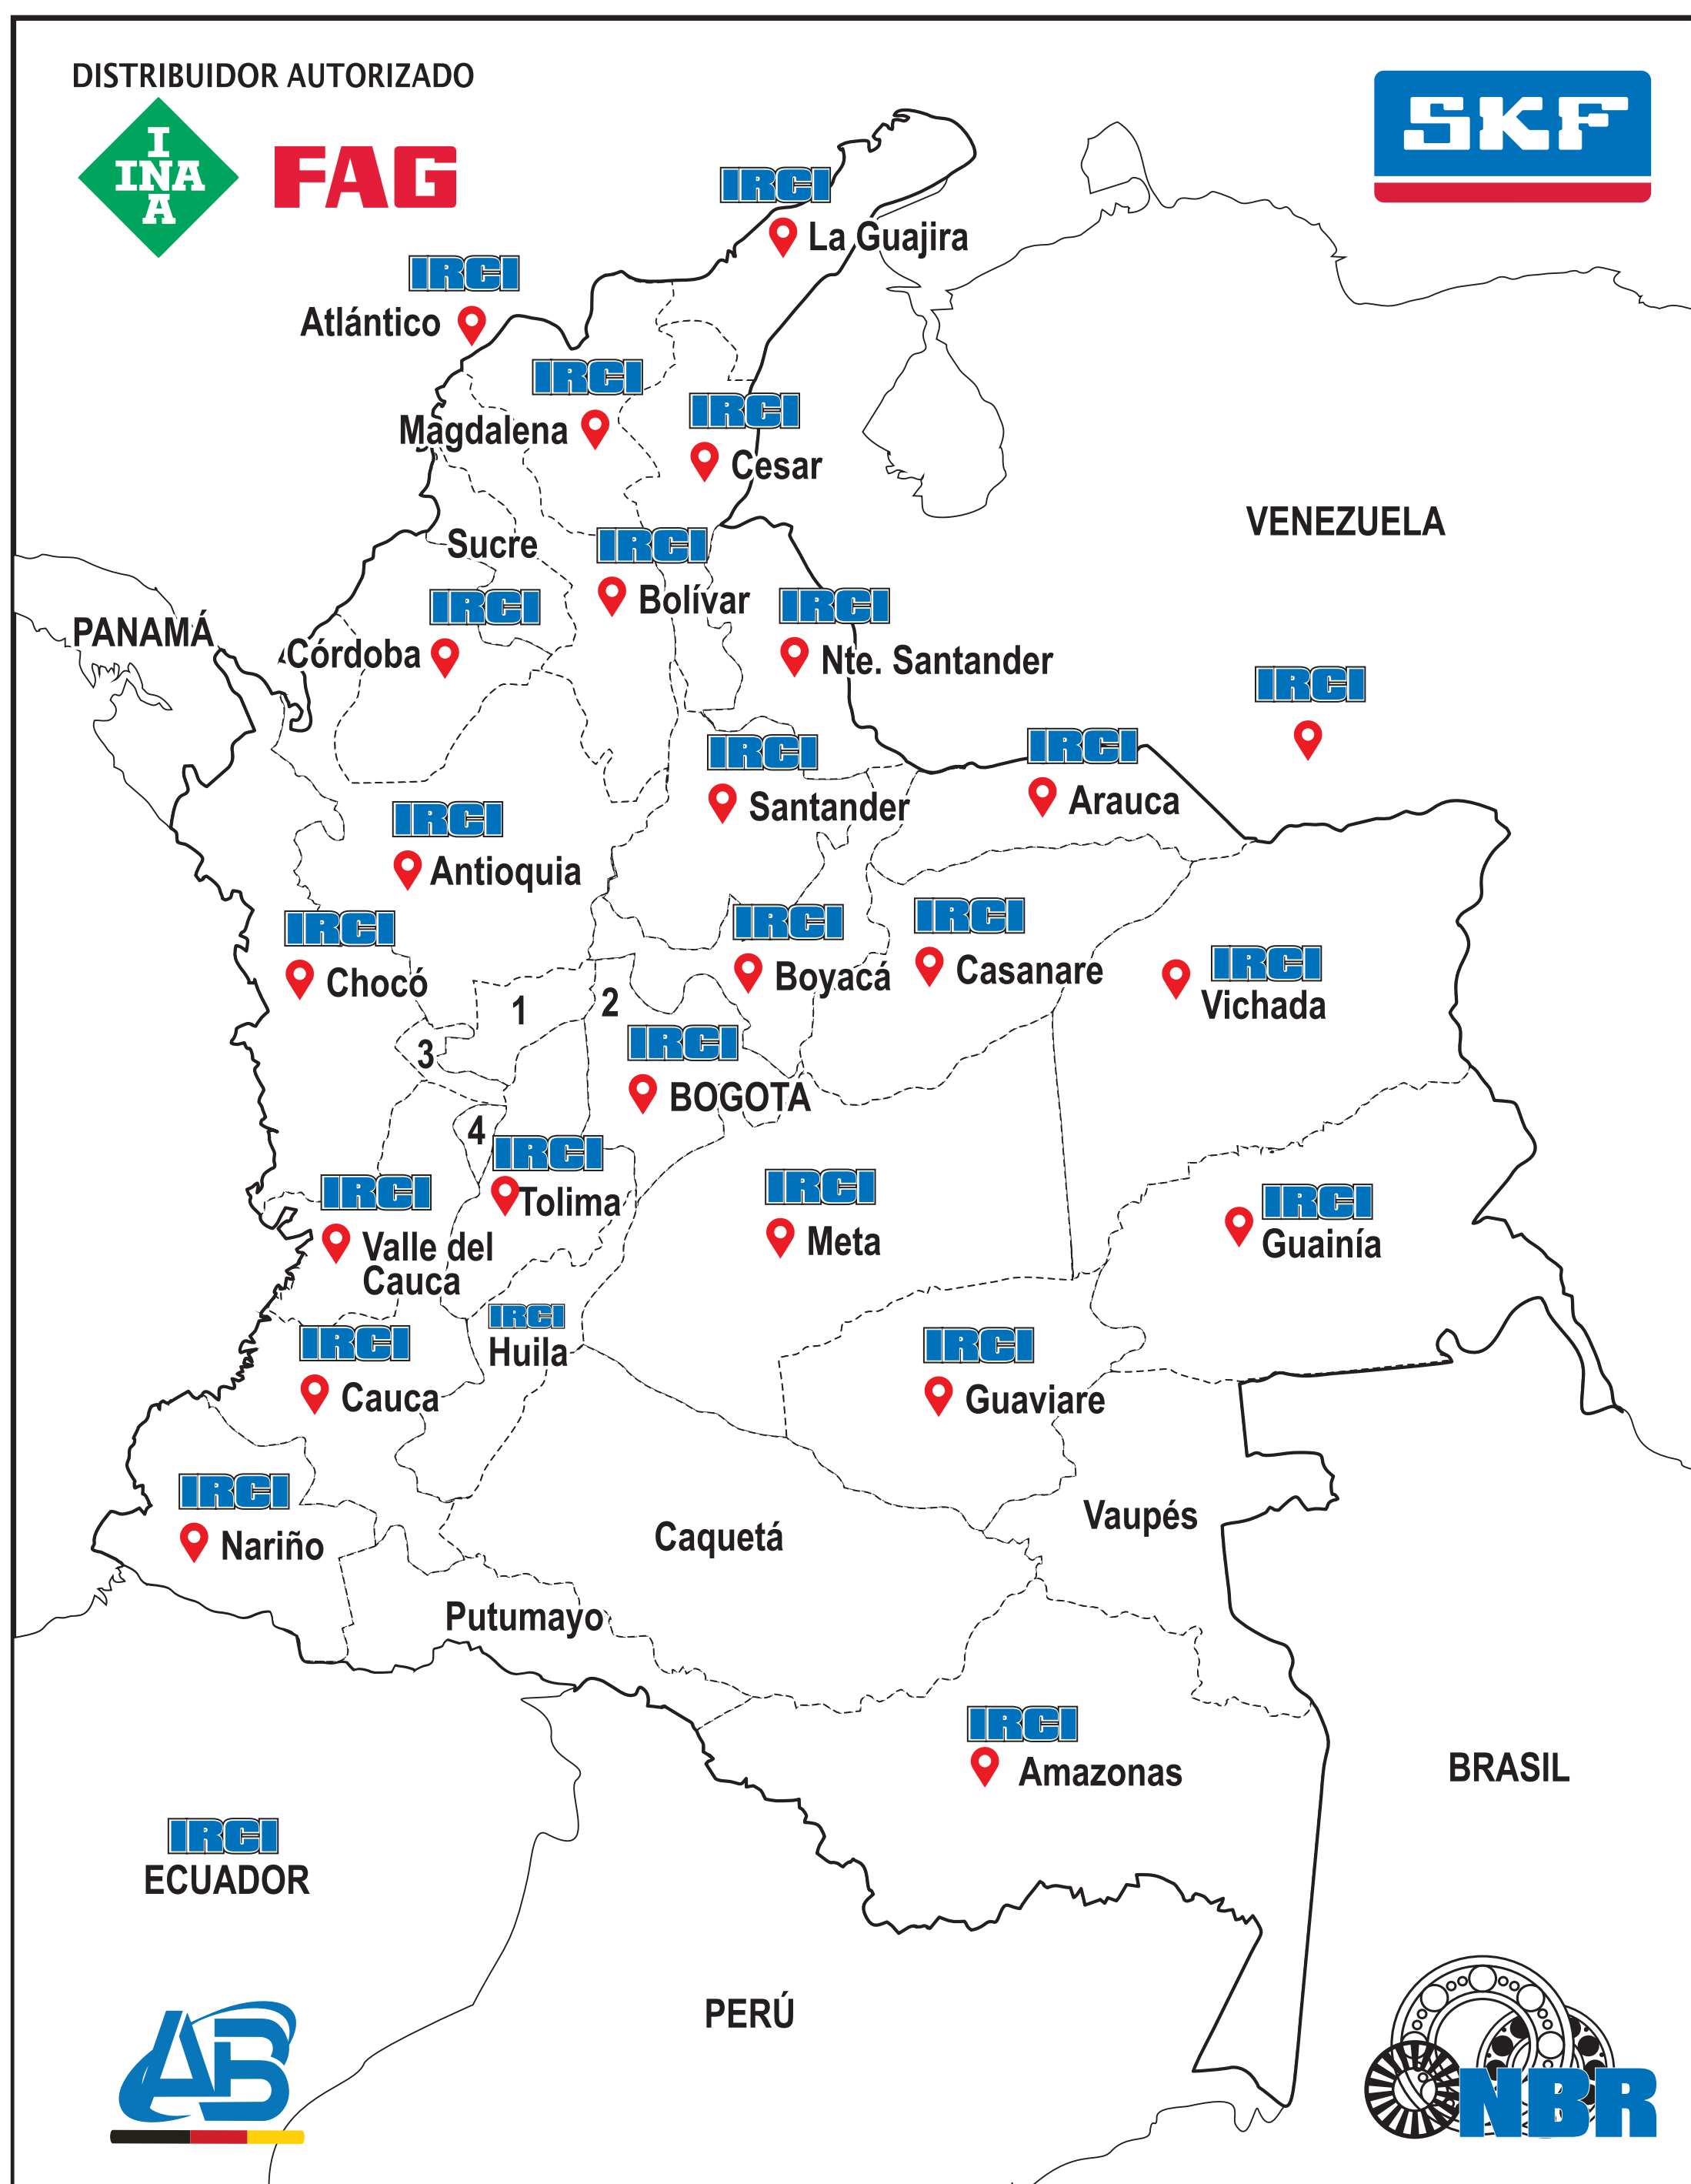 DISTRIBUIDOR AUTORIZADO
I
INA
A
FAG
SKF
IRCI
La Guajira
IRCI
Atlántico
IRCI
Magdalena
IRCI
Cesar
VENEZUELA
Sucre
IRCI
Bolívar
IRCI
Córdoba
IRCI
Nte. Santander
PANAMÁ
IRCI
IRCI
Santander
IRCI
Arauca
IRCI
Antioquia
IRCI
Chocó
IRCI
Boyacá
IRCI
Casanare
IRCI
Vichada
1
2
3
IRCI
BOGOTA
4
IRCI
Tolima
IRCI
Valle del
Cauca
IRCI
Meta
IRCI
Guainía
IRCI
Huila
IRCI
Cauca
IRCI
Guaviare
IRCI
Nariño
Caquetá
Vaupés
Putumayo
IRCI
Amazonas
BRASIL
IRCI
ECUADOR
PERÚ
AB
NBR